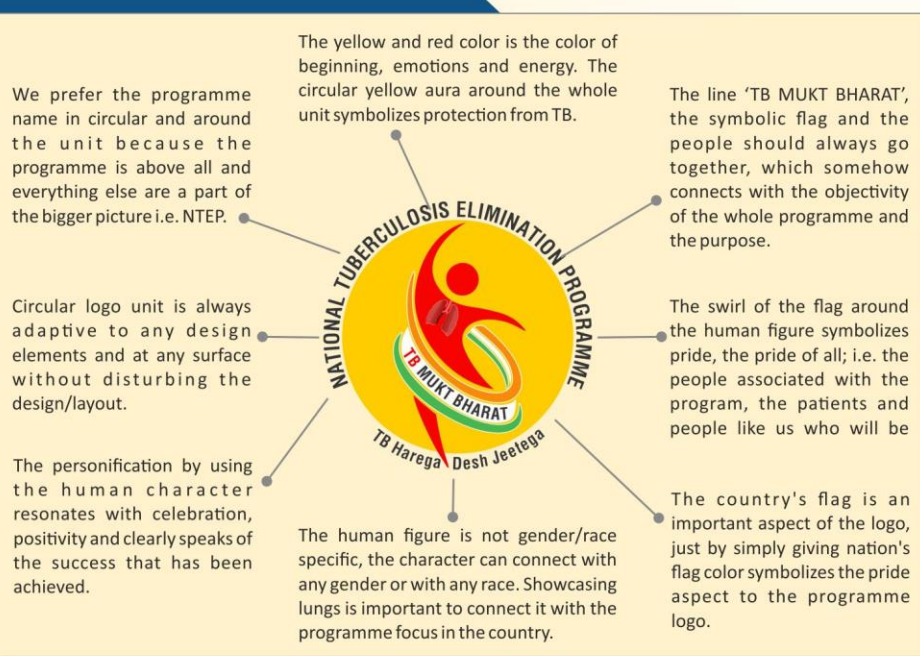 The yellow and red color is the color of
beginning, emotions and energy. The
circular yellow aura around the whole
unit symbolizes protection from TB.
We prefer the programme
name in circular and around
the unit because the
programme is above all and
everything else are a part of
the bigger picture i.e. NTEP.
The line ‘TB MUKT BHARAT’,
the symbolic flag and the
people should always go
together, which somehow
connects with the objectivity
of the whole programme and
the purpose.
NATIONAL TUBERCULOSIS ELIMINATION PROGRAMME
TB MUKT BHARAT
TB Harega Desh Jeetega
Circular logo unit is always
adaptive to any design
elements and at any surface
without disturbing the
design/layout.
The swirl of the flag around
the human figure symbolizes
pride, the pride of all; i.e. the
people associated with the
program, the patients and
people like us who will be
The personification by using
the human character
resonates with celebration,
positivity and clearly speaks of
the success that has been
achieved.
The human figure is not gender/race
specific, the character can connect with
any gender or with any race. Showcasing
lungs is important to connect it with the
programme focus in the country.
The country's flag is an
important aspect of the logo,
just by simply giving nation's
flag color symbolizes the pride
aspect to the programme
logo.